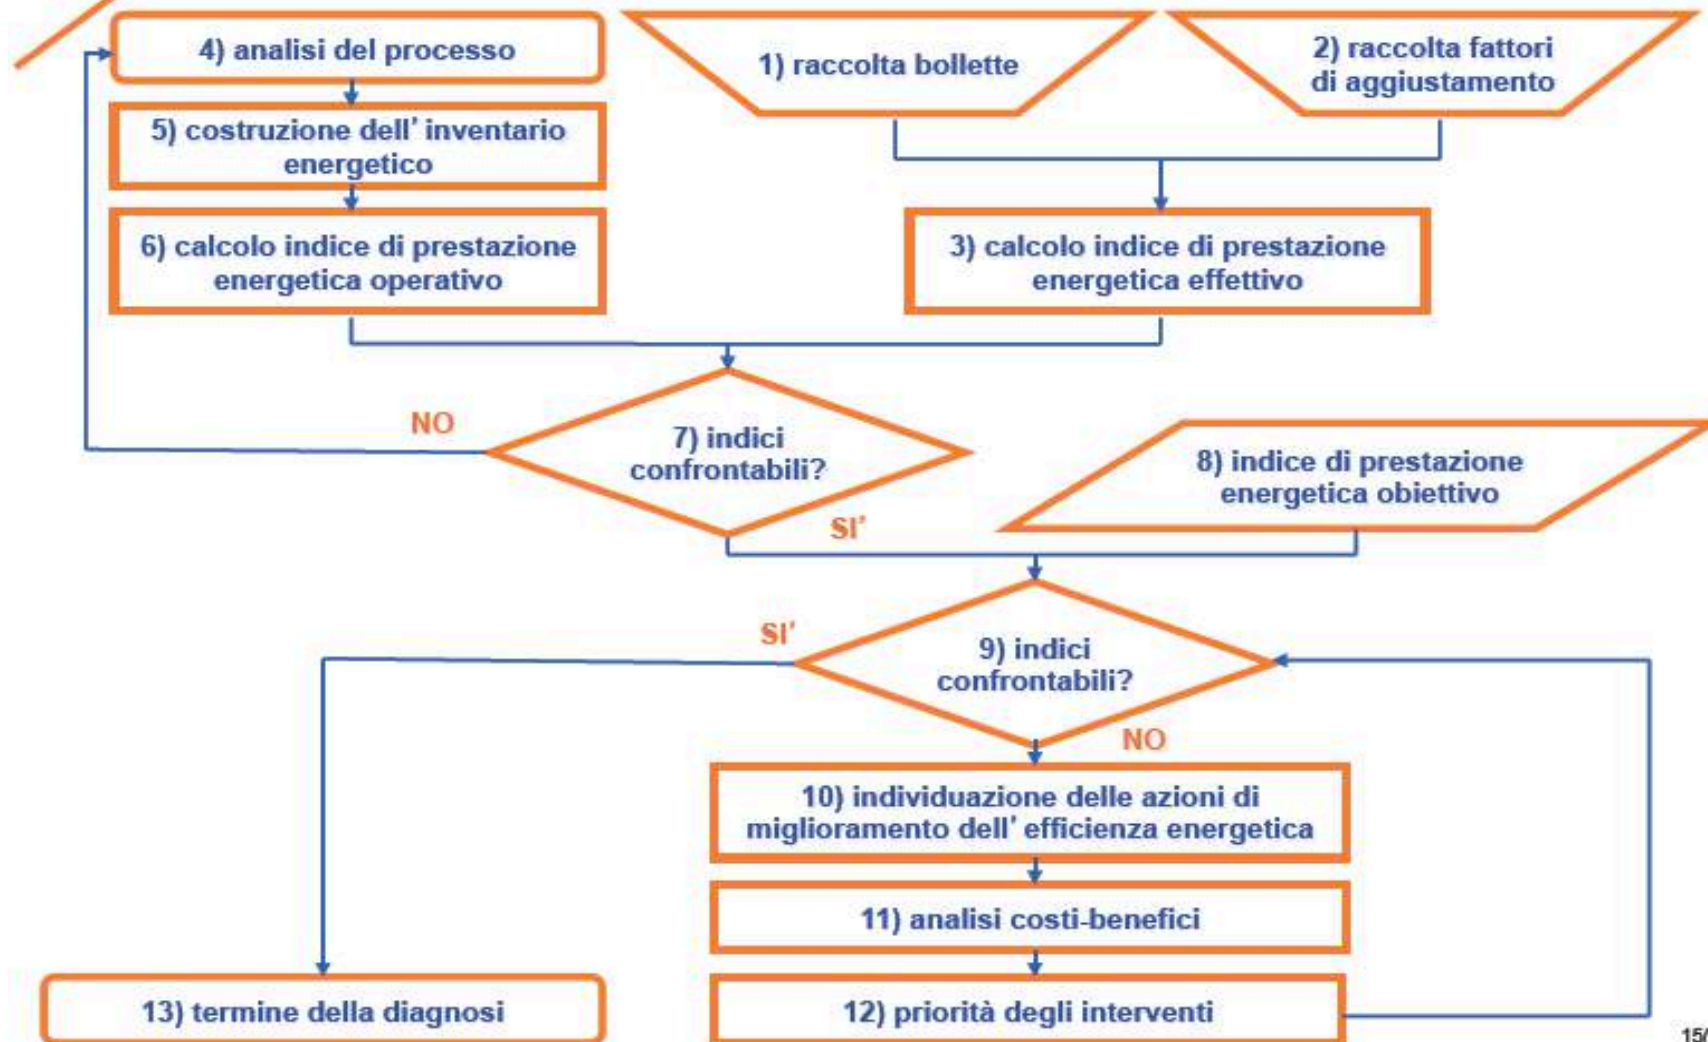 4) analisi del processo
1) raccolta bollette
2) raccolta fattori
di aggiustamento
5) costruzione dell’ inventario
energetico
6) calcolo indice di prestazione
energetica operativo
3) calcolo indice di prestazione
energetica effettivo
NO
7) indici
confrontabili?
8) indice di prestazione
energetica obiettivo
SI’
SI’
9) indici
confrontabili?
NO
10) individuazione delle azioni di
miglioramento dell’ efficienza energetica
11) analisi costi-benefici
13) termine della diagnosi
12) priorità degli interventi
15/